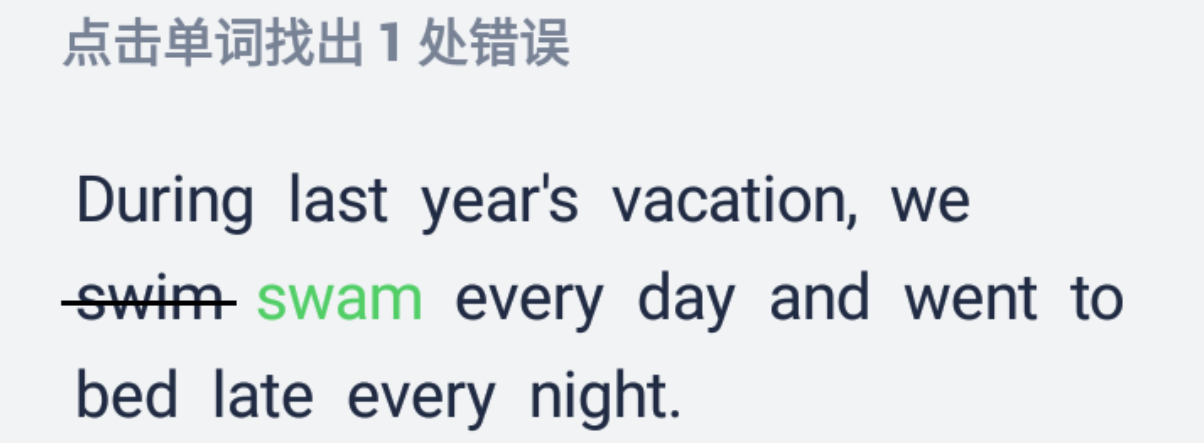 点击单词找出 1 处错误
During last year's vacation, we
swim swam every day and went to
bed late every night.